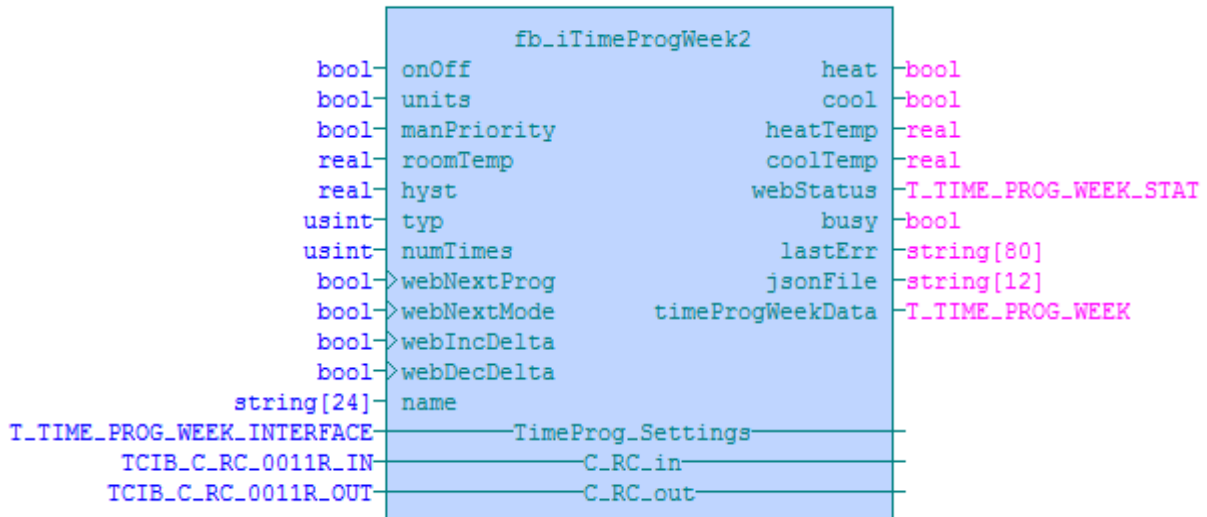 fb_iTimeProgWeek2
bool onOff heat bool
bool units cool bool
bool manPriority heatTemp real
real roomTemp coolTemp real
real hyst webStatus T_TIME_PROG_WEEK_STAT
usint typ busy bool
usint numTimes lastErr string[80]
bool webNextProg jsonFile string[12]
bool webNextMode timeProgWeekData T_TIME_PROG_WEEK
bool webIncDelta
bool webDecDelta
string[24] name
T_TIME_PROG_WEEK_INTERFACE TimeProg_Settings
TCIB_C_RC_0011R_IN C_RC_in
TCIB_C_RC_0011R_OUT C_RC_out